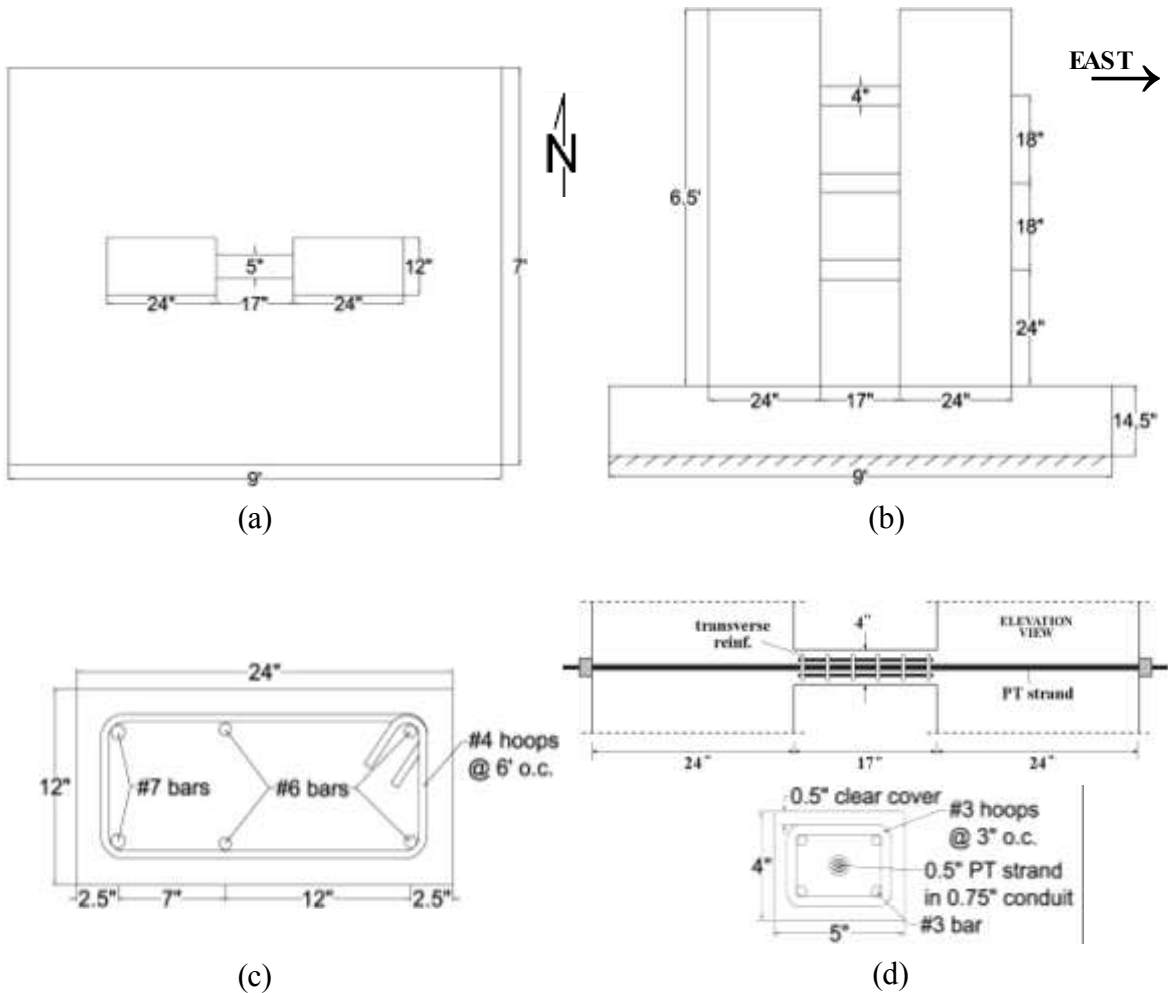 N
5"
12"
7'
24" 17" 24"
9'
(a)
EAST
4"
18"
6.5'
18"
24"
24" 17" 24"
14.5"
9'
(b)
24"
#4 hoops
@ 6' o.c.
12"
#7 bars
#6 bars
2.5" 7" 12" 2.5"
(c)
transverse
reinf.
4"
ELEVATION
VIEW
PT strand
24" 17" 24"
0.5" clear cover
#3 hoops
@ 3" o.c.
4"
0.5" PT strand
in 0.75" conduit
#3 bar
5"
(d)